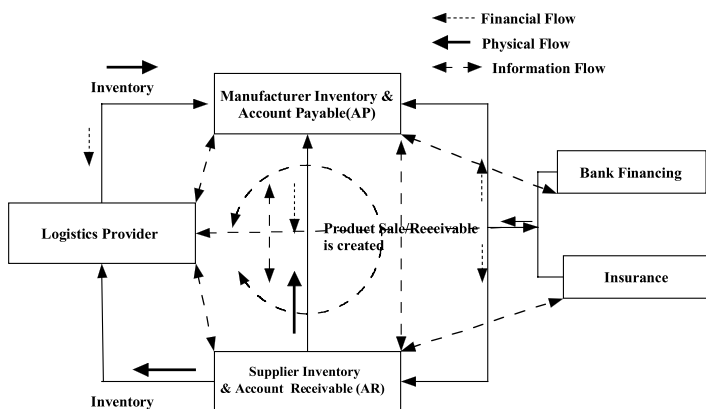 Financial Flow
Physical Flow
Information Flow
Inventory
Manufacturer Inventory &
Account Payable(AP)
Bank Financing
Logistics Provider
Product Sale/Receivable
is created
Insurance
Supplier Inventory
& Account Receivable (AR)
Inventory